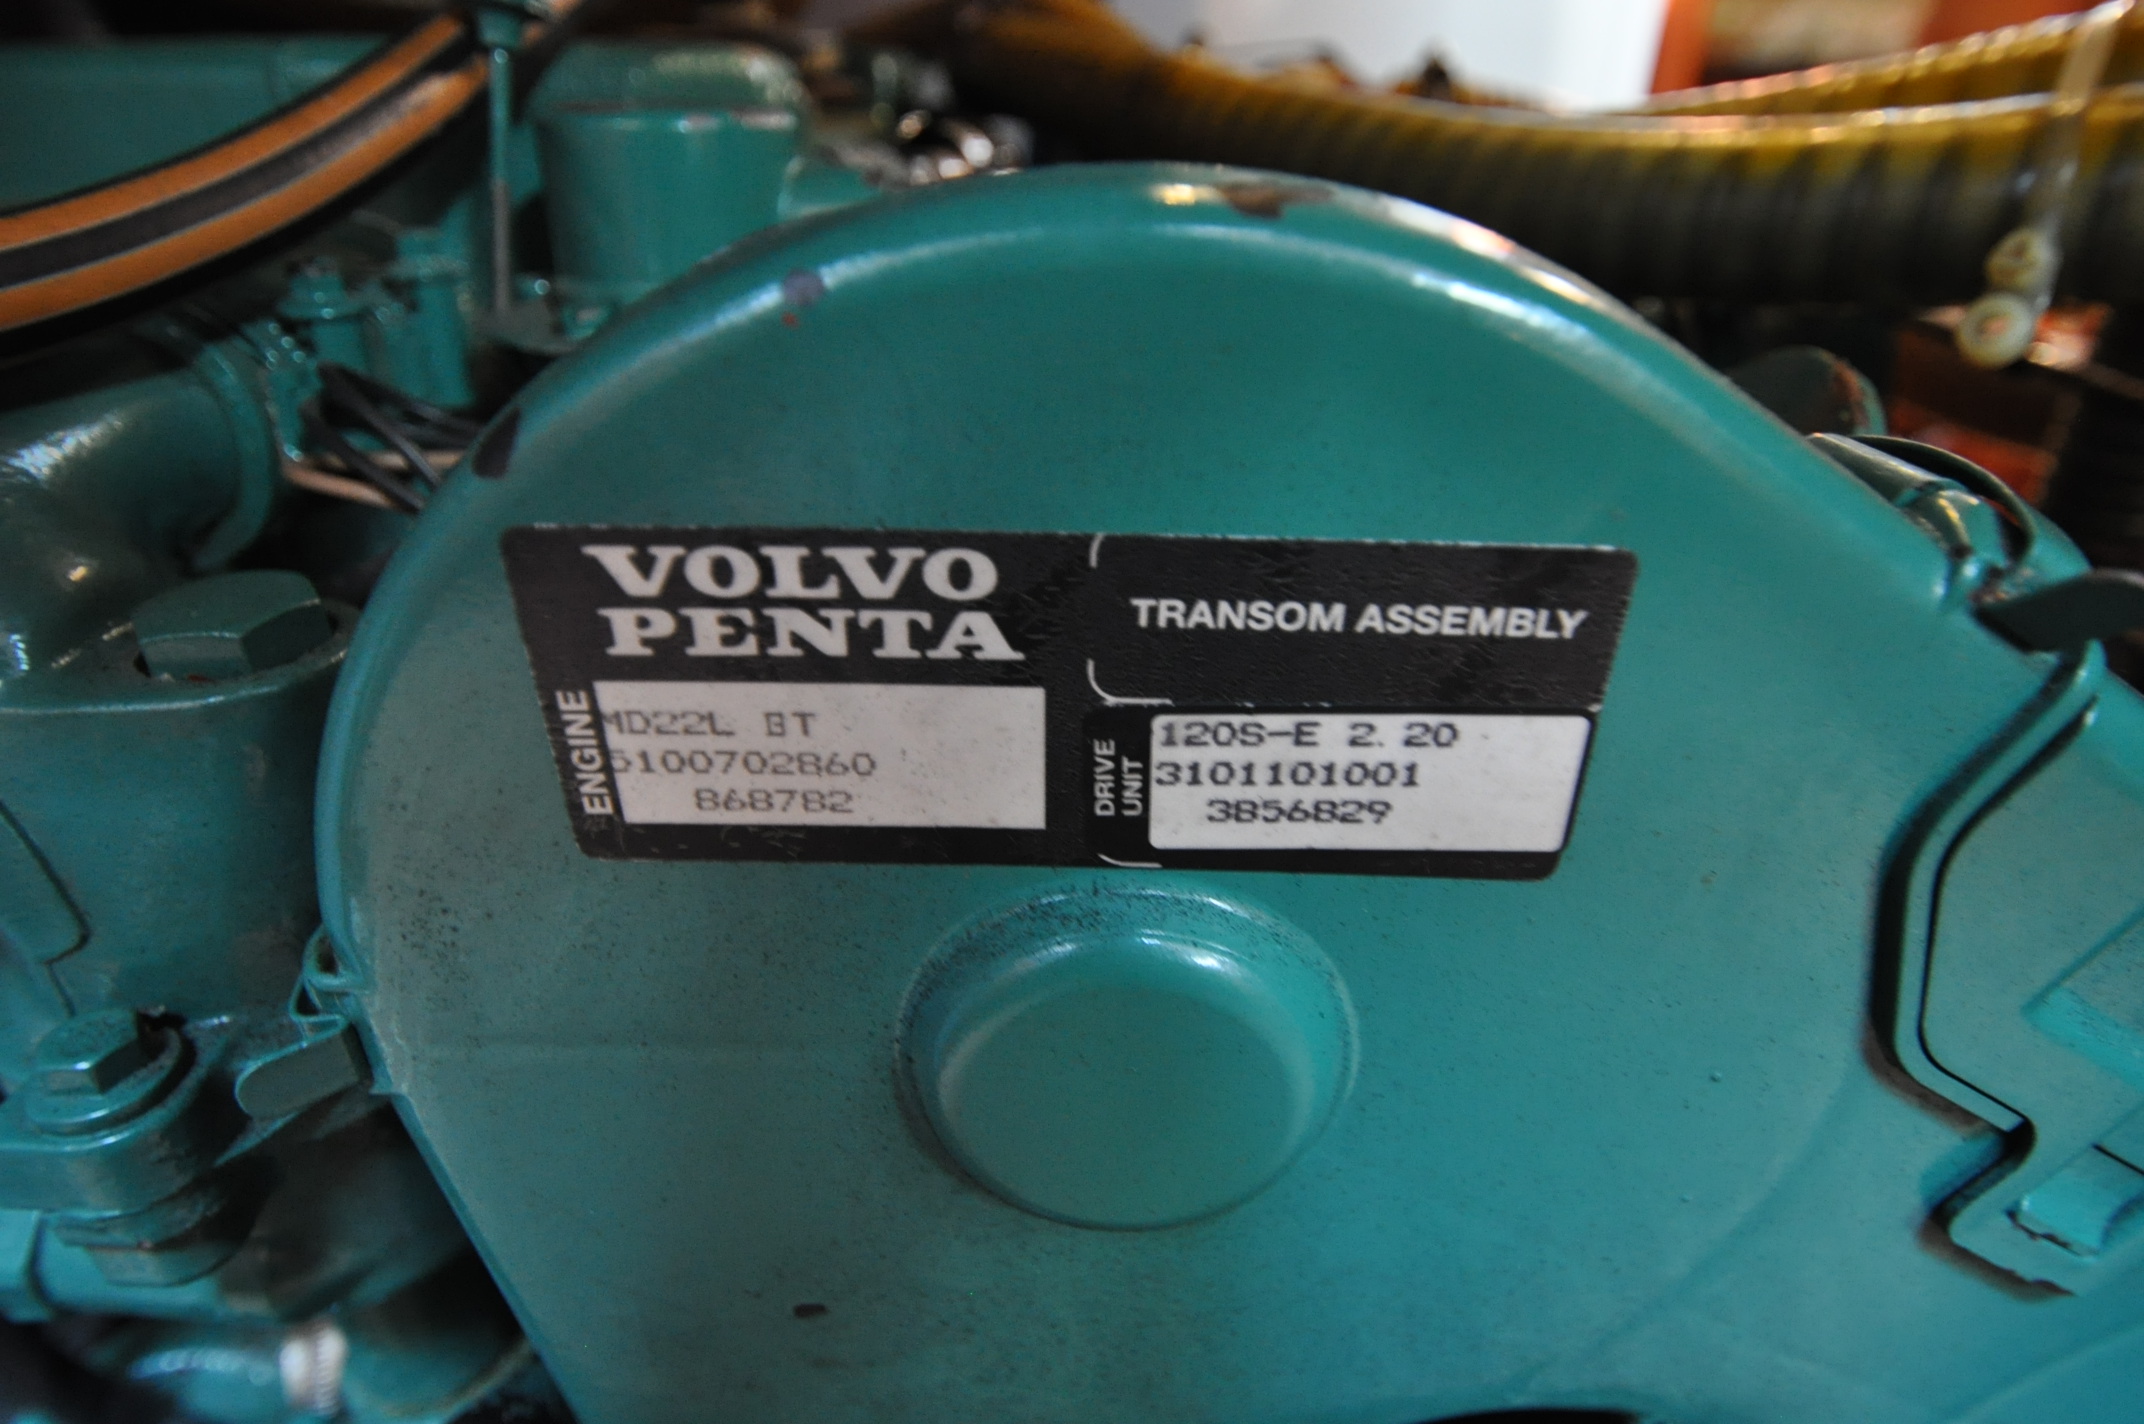 VOLVO
PENTA
TRANSOM ASSEMBLY
ENGINE
MD22L BT
5100702860
868782
DRIVE
UNIT
120S-E 2.20
3101101001
3856829